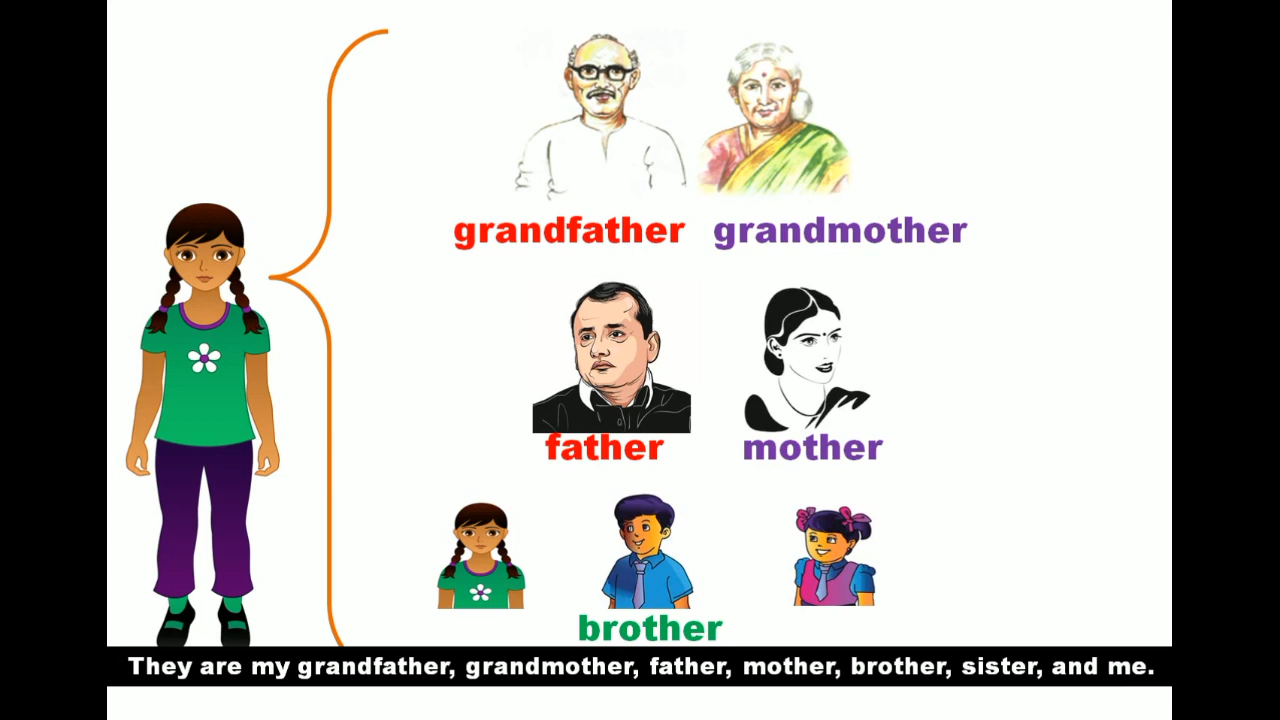 grandfather grandmother
father mother
brother
They are my grandfather, grandmother, father, mother, brother, sister, and me.